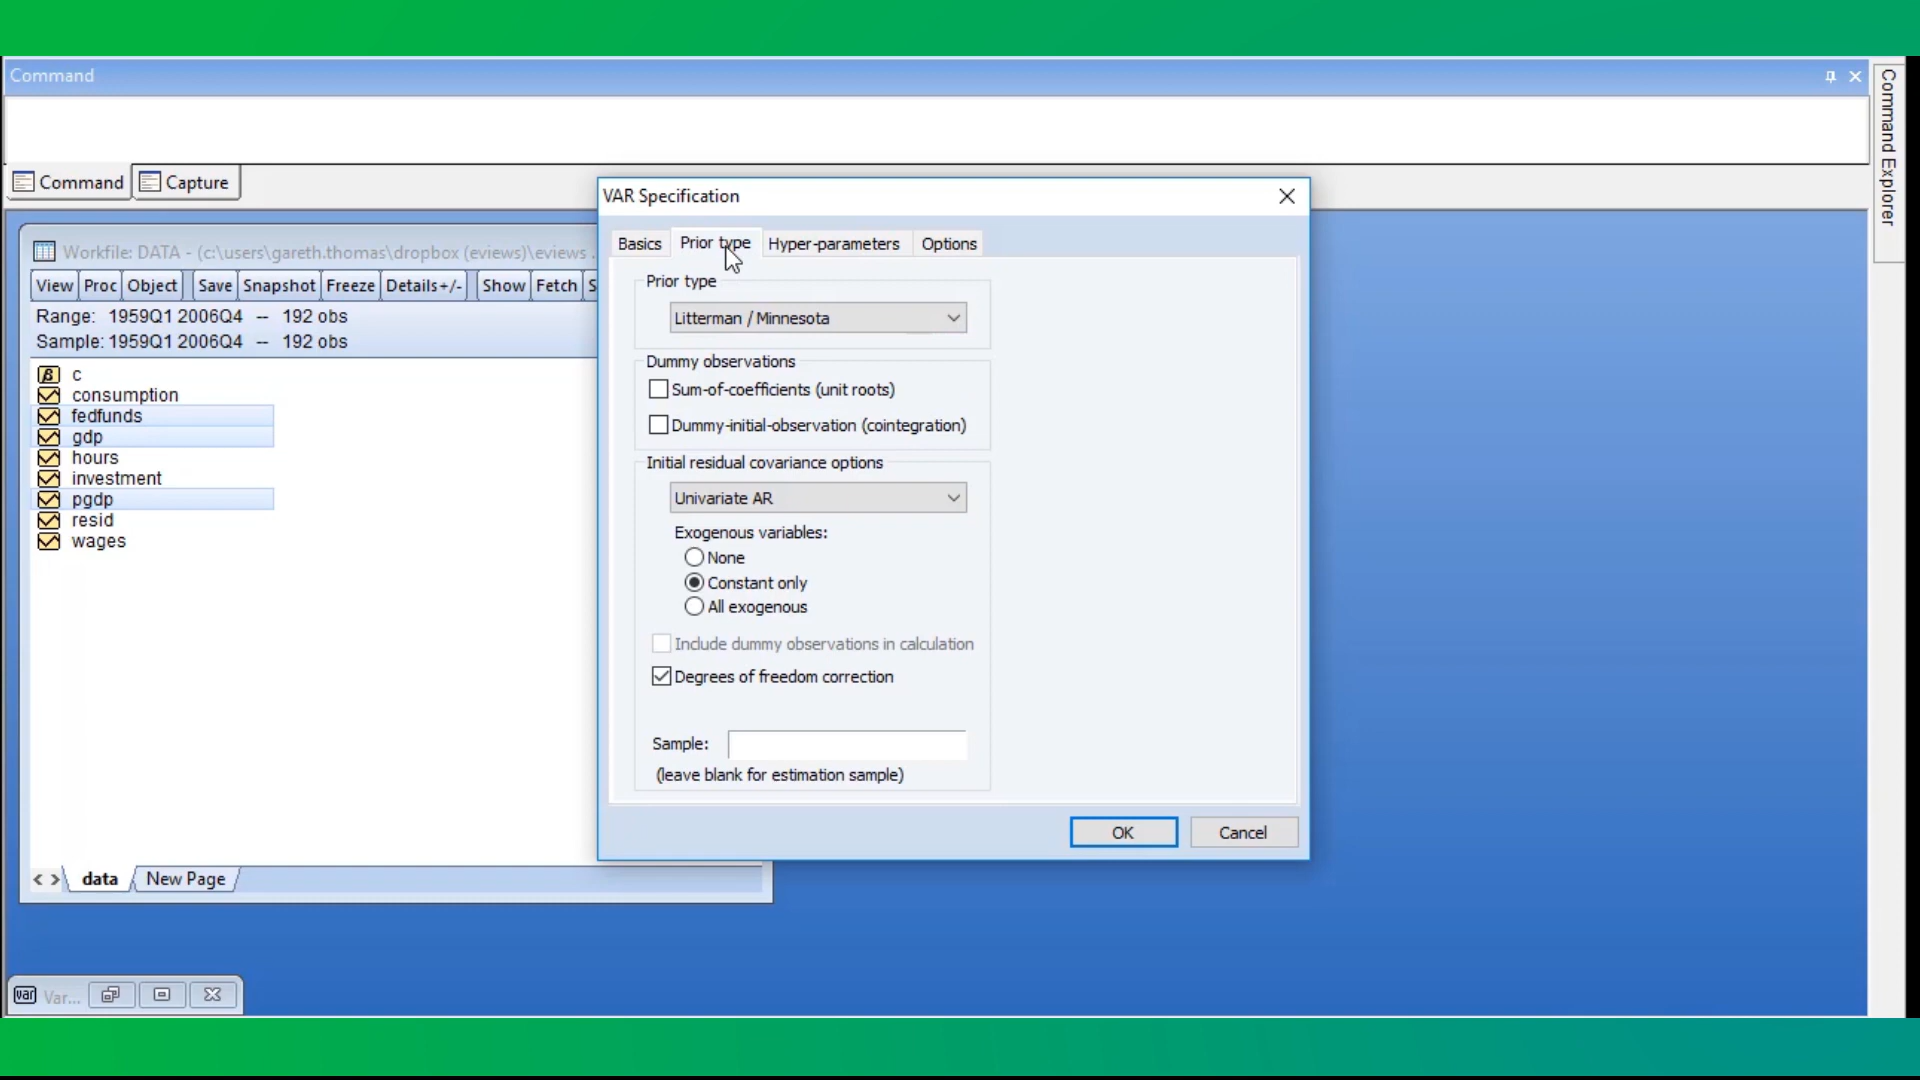 Command
Command Explorer
Command
Capture
Workfile: DATA - (c:\users\gareth.thomas\dropbox (eviews)\eviews .
View Proc Object Save Snapshot Freeze Details+/- Show Fetch S
Range: 1959Q1 2006Q4 -- 192 obs
Sample: 1959Q1 2006Q4 -- 192 obs
c
consumption
fedfunds
gdp
hours
investment
pgdp
resid
wages
data
New Page
var Var...
VAR Specification
Basics Prior type Hyper-parameters Options
Prior type
Litterman / Minnesota
Dummy observations
Sum-of-coefficients (unit roots)
Dummy-initial-observation (cointegration)
Initial residual covariance options
Univariate AR
Exogenous variables:
None
Constant only
All exogenous
Include dummy observations in calculation
Degrees of freedom correction
Sample:
(leave blank for estimation sample)
OK
Cancel